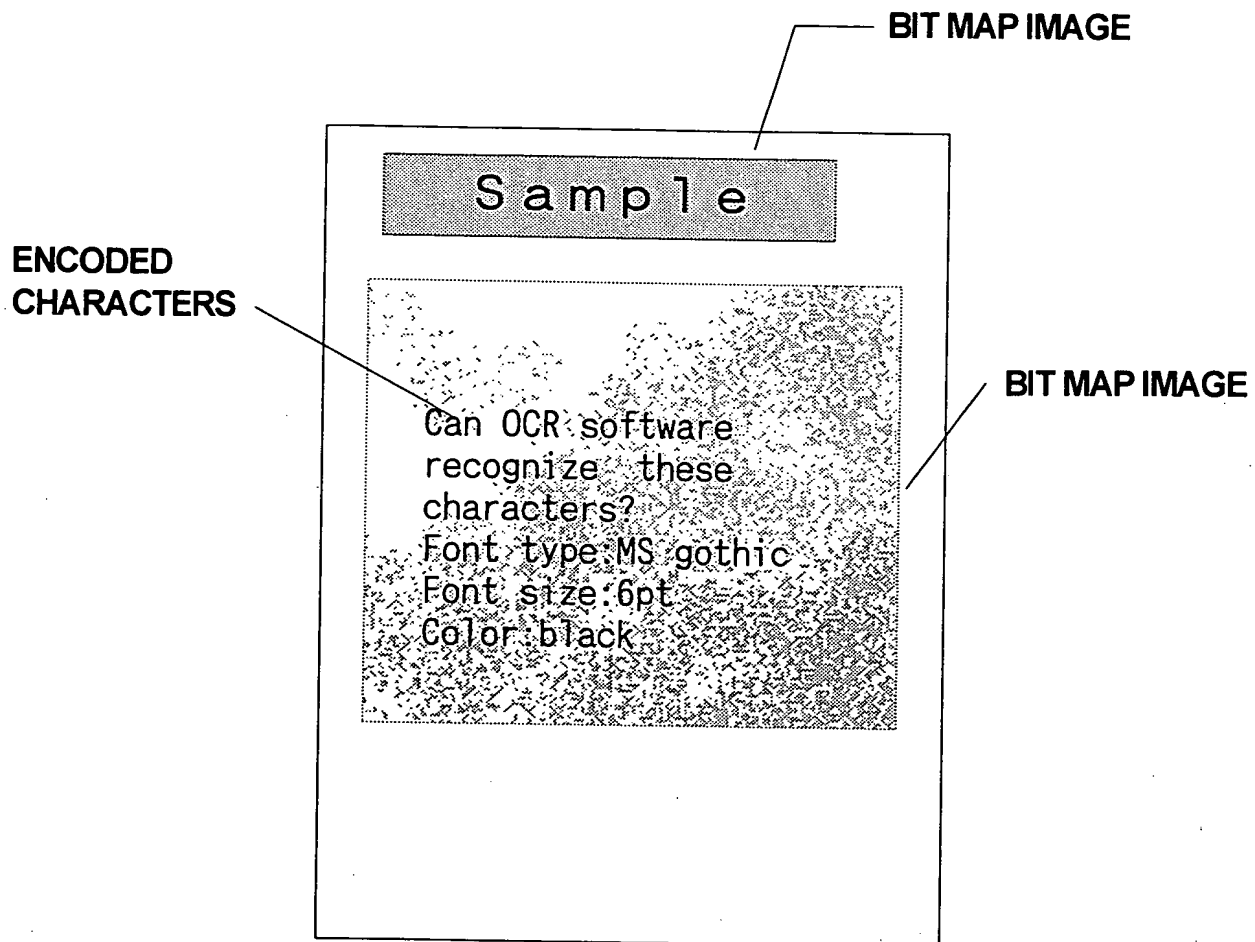 BIT MAP IMAGE
Sample
ENCODED
CHARACTERS
BIT MAP IMAGE
Can OCR software
recognize these
characters?
Font type:MS gothic
Font size:6pt
Color:black